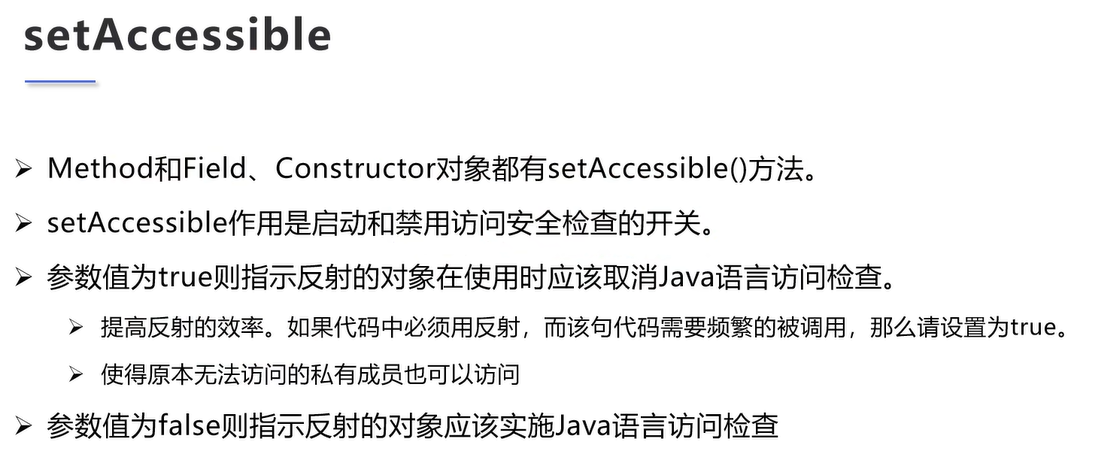 setAccessible
Method和Field、Constructor对象都有setAccessible()方法。
setAccessible作用是启动和禁用访问安全检查的开关。
参数值为true则指示反射的对象在使用时应该取消Java语言访问检查。
提高反射的效率。如果代码中必须用反射，而该句代码需要频繁的被调用，那么请设置为true。
使得原本无法访问的私有成员也可以访问
参数值为false则指示反射的对象应该实施Java语言访问检查